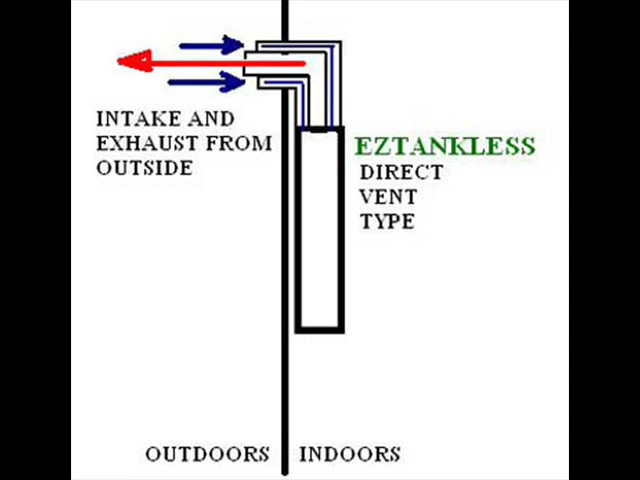 INTAKE AND
EXHAUST FROM
OUTSIDE
EZTANKLESS
DIRECT
VENT
TYPE
OUTDOORS
INDOORS